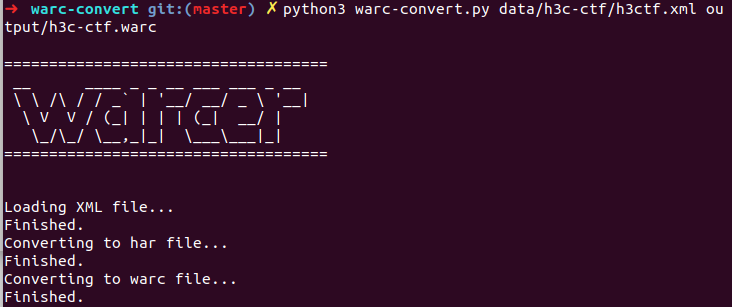 ➜ warc-convert git:(master) ✗ python3 warc-convert.py data/h3c-ctf/h3ctf.xml ou
tput/h3c-ctf.warc
====================================
 __      ____ _ _ __ ___ ___ _ __
 \ \ /\ / / _` | '__/ __/ _ \ '__|
  \ V  V / (_| | | | (_|  __/ |
   \_/\_/ \__,_|_|  \___\___|_|
====================================
Loading XML file...
Finished.
Converting to har file...
Finished.
Converting to warc file...
Finished.